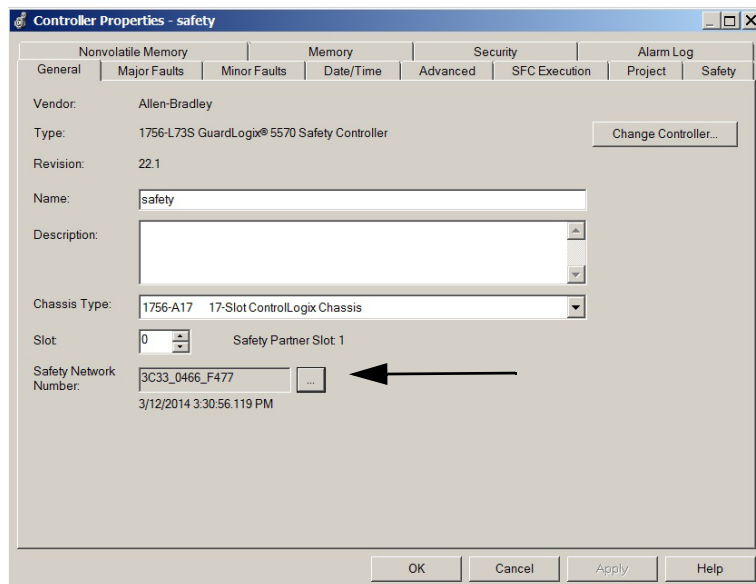 Controller Properties - safety
Nonvolatile Memory Memory Security Alarm Log
General Major Faults Minor Faults Date/Time Advanced SFC Execution Project Safety
Vendor: Allen-Bradley
Type: 1756-L73S GuardLogix® 5570 Safety Controller Change Controller...
Revision: 22.1
Name: safety
Description:
Chassis Type: 1756-A17 17-Slot ControlLogix Chassis
Slot: 0 Safety Partner Slot: 1
Safety Network
Number: 3C33_0466_F477 ...
3/12/2014 3:30:56.119 PM
OK Cancel Apply Help